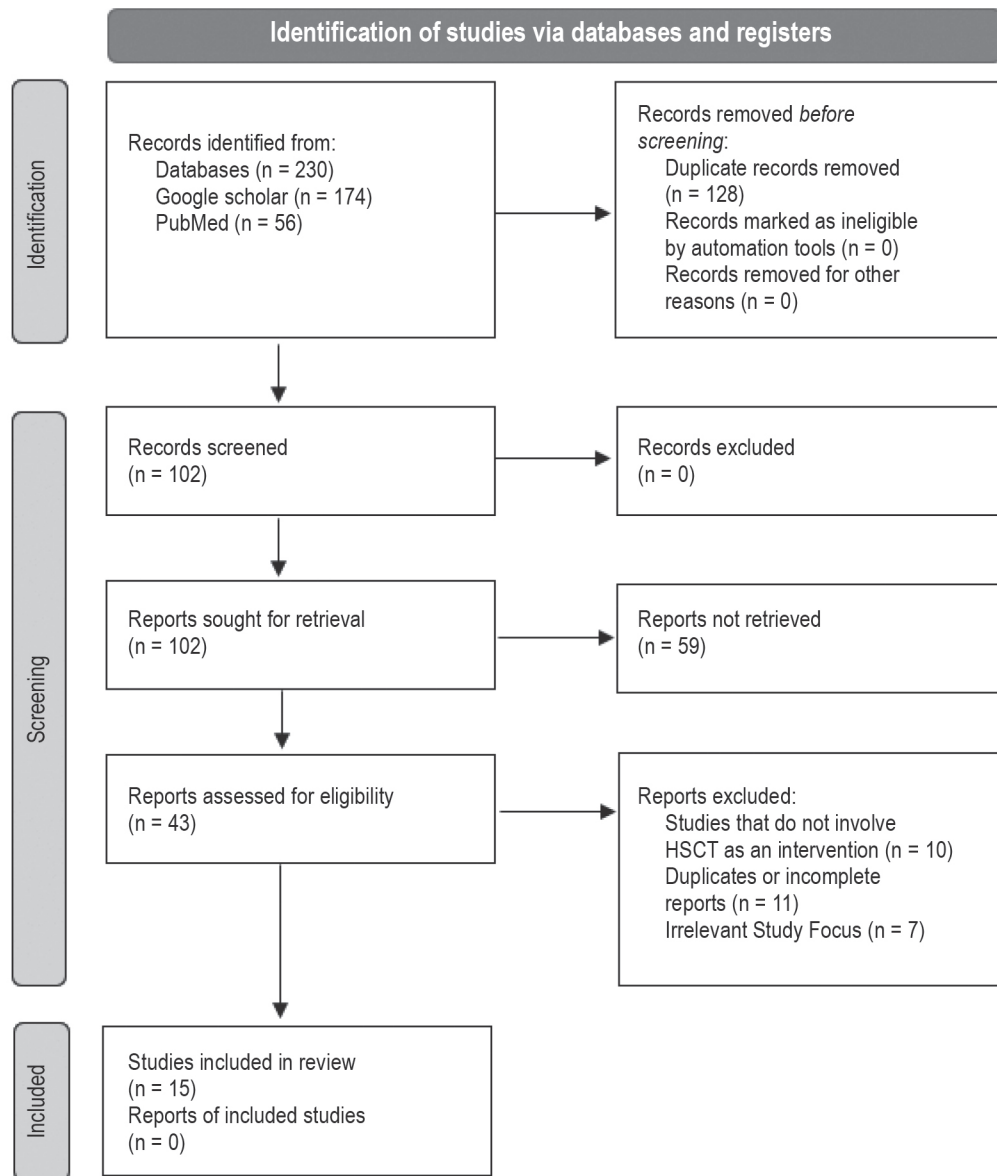 Identification of studies via databases and registers
Identification
Records identified from:
Databases (n = 230)
Google scholar (n = 174)
PubMed (n = 56)
Records removed before
screening:
Duplicate records removed
(n = 128)
Records marked as ineligible
by automation tools (n = 0)
Records removed for other
reasons (n = 0)
Screening
Records screened
(n = 102)
Records excluded
(n = 0)
Reports sought for retrieval
(n = 102)
Reports not retrieved
(n = 59)
Reports assessed for eligibility
(n = 43)
Reports excluded:
Studies that do not involve
HSCT as an intervention (n = 10)
Duplicates or incomplete
reports (n = 11)
Irrelevant Study Focus (n = 7)
Included
Studies included in review
(n = 15)
Reports of included studies
(n = 0)